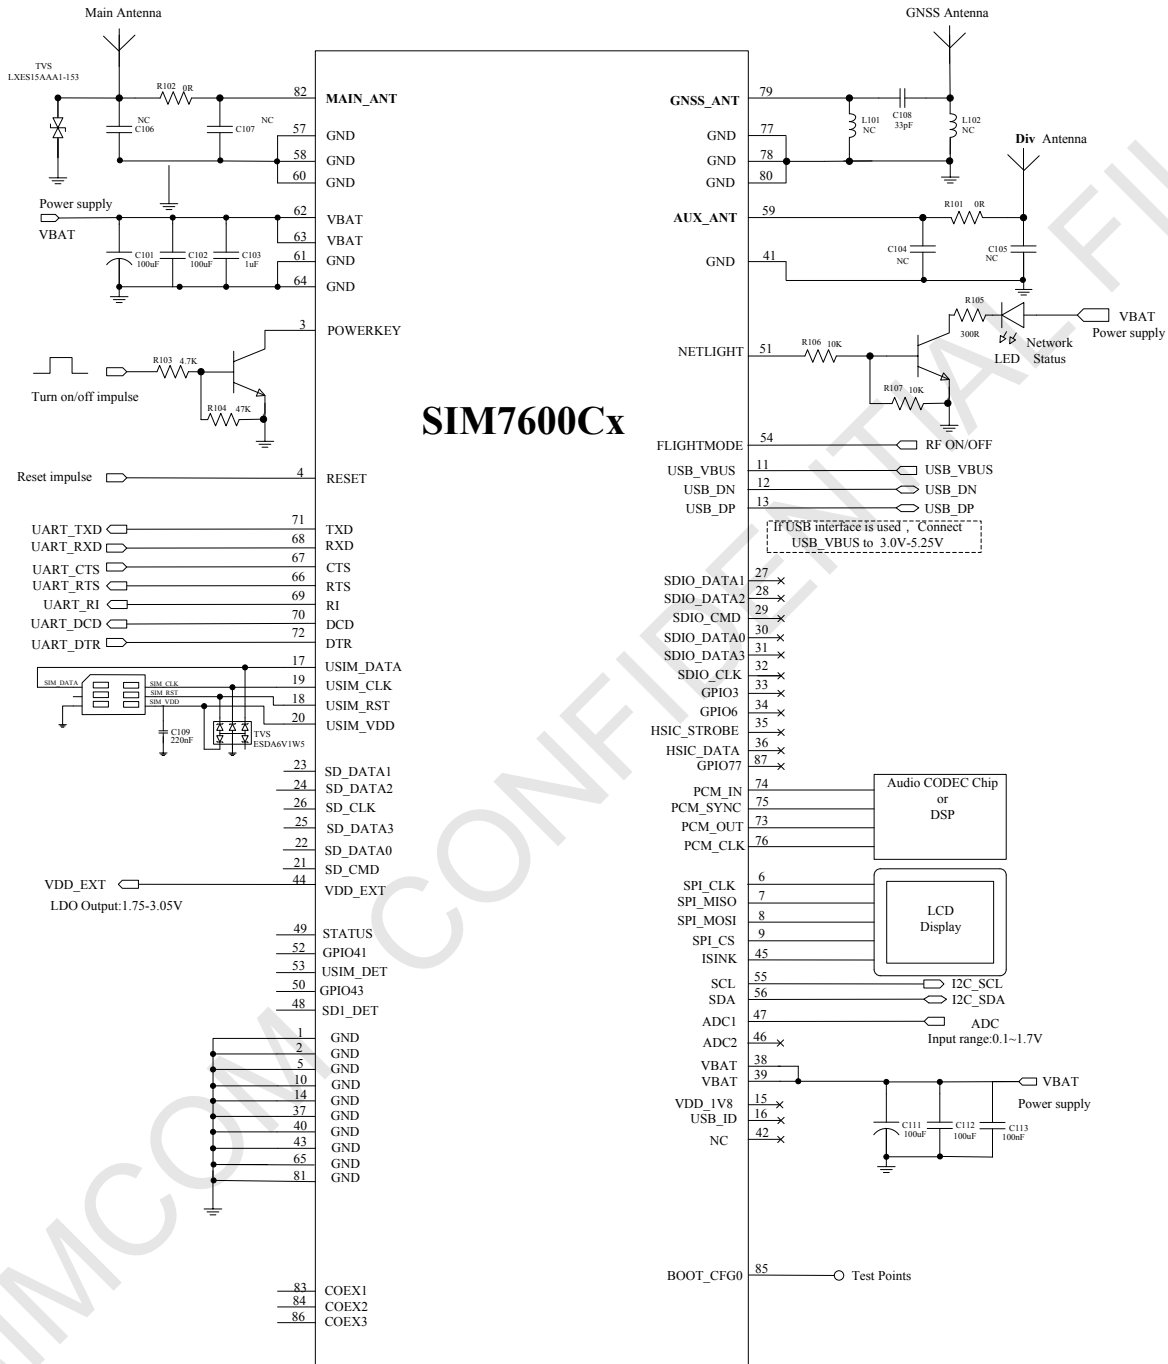 Main Antenna
GNSS Antenna
TVS
LXES15AAA1-153
R102 0R
82
MAIN_ANT
NC
C106
NC
C107
57
GND
58
GND
60
GND
Power supply
VBAT
62
VBAT
63
VBAT
61
GND
64
GND
C101
100uF
C102
100uF
C103
1uF
3
POWERKEY
R103 4.7K
R104 47K
Turn on/off impulse
SIM7600Cx
Reset impulse
4
RESET
UART_TXD
71
TXD
UART_RXD
68
RXD
UART_CTS
67
CTS
UART_RTS
66
RTS
UART_RI
69
RI
UART_DCD
70
DCD
UART_DTR
72
DTR
17
USIM_DATA
19
USIM_CLK
18
USIM_RST
20
USIM_VDD
SIM_DATA
SIM_CLK
SIM_RST
SIM_VDD
C109
220nF
TVS
ESDA6V1W5
23
SD_DATA1
24
SD_DATA2
26
SD_CLK
25
SD_DATA3
22
SD_DATA0
21
SD_CMD
VDD_EXT
44
VDD_EXT
LDO Output:1.75-3.05V
49
STATUS
52
GPIO41
53
USIM_DET
50
GPIO43
48
SD1_DET
1
GND
2
GND
5
GND
10
GND
14
GND
37
GND
40
GND
43
GND
65
GND
81
GND
83
COEX1
84
COEX2
86
COEX3
GNSS_ANT
79
L101
NC
C108
33pF
L102
NC
GND
77
GND
78
GND
80
Div Antenna
AUX_ANT
59
R101 0R
C104
NC
C105
NC
GND
41
NETLIGHT
51
R106 10K
R107 10K
R105
300R
LED
Network
Status
VBAT
Power supply
FLIGHTMODE
54
RF ON/OFF
USB_VBUS
11
USB_VBUS
USB_DN
12
USB_DN
USB_DP
13
USB_DP
If USB interface is used , Connect
USB_VBUS to 3.0V-5.25V
SDIO_DATA1
27
SDIO_DATA2
28
SDIO_CMD
29
SDIO_DATA0
30
SDIO_DATA3
31
SDIO_CLK
32
GPIO3
33
GPIO6
34
HSIC_STROBE
35
HSIC_DATA
36
GPIO77
87
PCM_IN
74
PCM_SYNC
75
PCM_OUT
73
PCM_CLK
76
Audio CODEC Chip
or
DSP
SPI_CLK
6
SPI_MISO
7
SPI_MOSI
8
SPI_CS
9
ISINK
45
LCD
Display
SCL
55
I2C_SCL
SDA
56
I2C_SDA
ADC1
47
ADC
Input range:0.1~1.7V
ADC2
46
VBAT
38
VBAT
39
VBAT
Power supply
VDD_1V8
15
USB_ID
16
NC
42
C111
100uF
C112
100uF
C113
100nF
BOOT_CFG0
85
Test Points
SIMCOM CONFIDENTIAL FIL